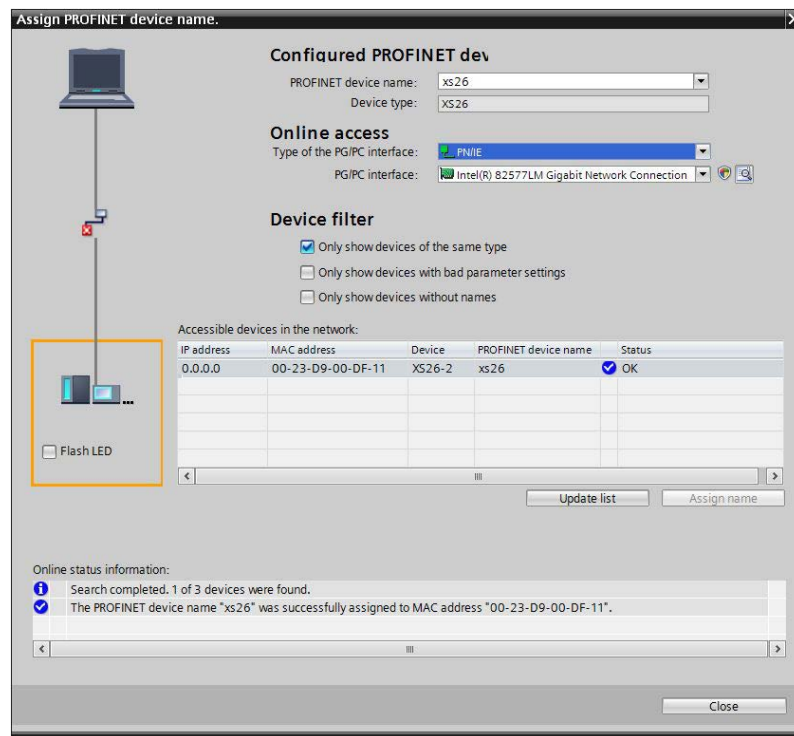 Assign PROFINET device name.
Configured PROFINET dev
PROFINET device name: xs26
Device type: XS26
Online access
Type of the PG/PC interface: PN/IE
PG/PC interface: Intel(R) 82577LM Gigabit Network Connection
Device filter
Only show devices of the same type
Only show devices with bad parameter settings
Only show devices without names
Accessible devices in the network:
IP address MAC address Device PROFINET device name Status
0.0.0.0 00-23-D9-00-DF-11 XS26-2 xs26 OK
Flash LED
Update list Assign name
Online status information:
Search completed. 1 of 3 devices were found.
The PROFINET device name "xs26" was successfully assigned to MAC address "00-23-D9-00-DF-11".
Close